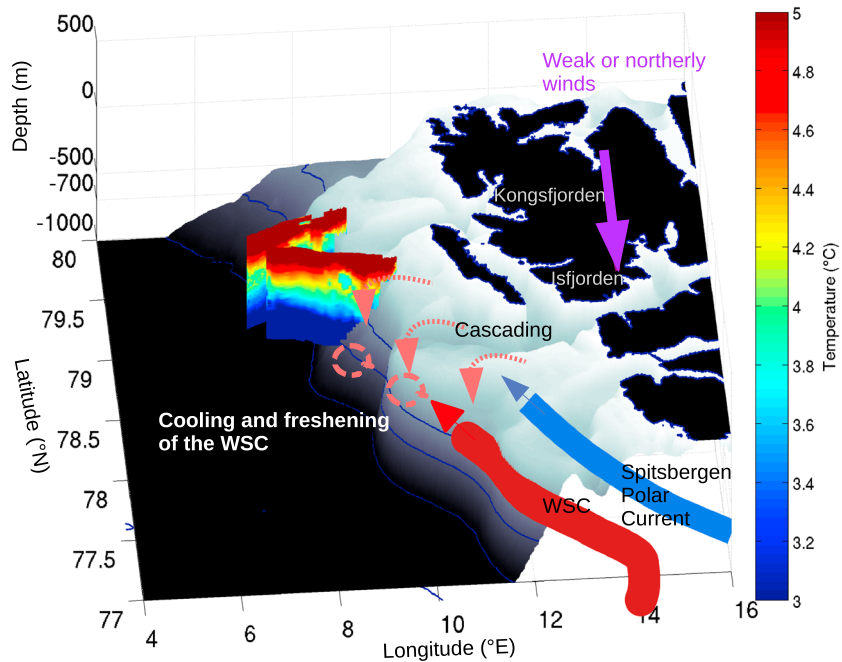 500
0
-500
-700
-1000
Depth (m)
Weak or northerly
winds
Kongsfjorden
Isfjorden
Cascading
Cooling and freshening
of the WSC
WSC
Spitsbergen
Polar
Current
80
79.5
79
78.5
78
77.5
77
Latitude (°N)
4
6
8
10
12
14
16
Longitude (°E)
5
4.8
4.6
4.4
4.2
4
3.8
3.6
3.4
3.2
3
Temperature (°C)